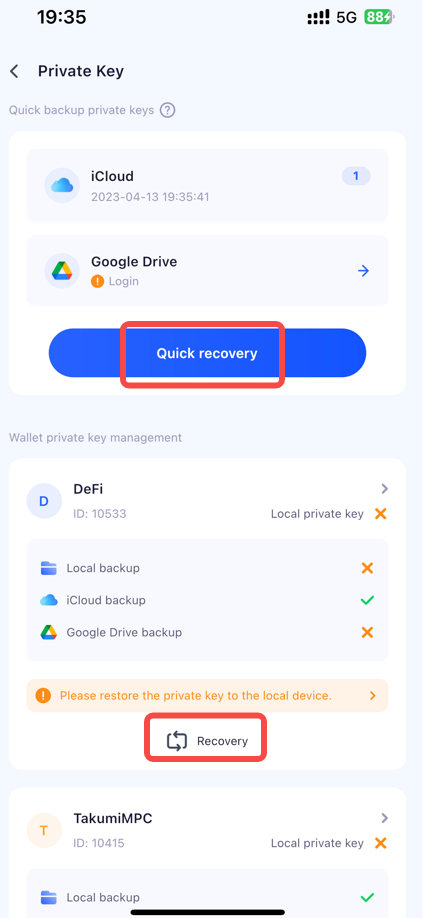 19:35
5G 88
Private Key
Quick backup private keys ?
iCloud
1
2023-04-13 19:35:41
Google Drive
! Login
Quick recovery
Wallet private key management
D
DeFi
ID: 10533
Local private key
Local backup
iCloud backup
Google Drive backup
! Please restore the private key to the local device.
Recovery
T
TakumiMPC
ID: 10415
Local private key
Local backup